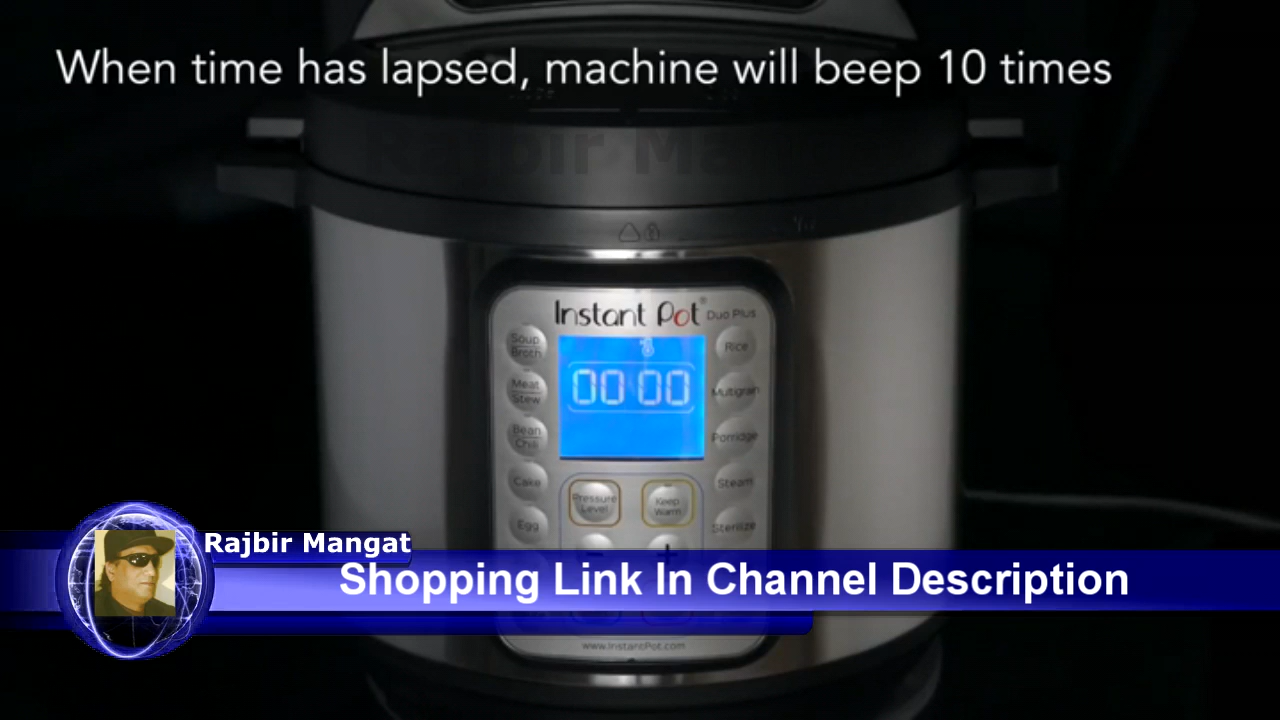 When time has lapsed, machine will beep 10 times
Rajbir Ma
Instant Pot® Duo Plus
Soup
Broth
Rice
00 00
Meat
Stew
Multigrain
Bean
Chili
Porridge
Cake
Pressure
Level
Keep
Warm
Steam
Egg
Sterilize
- +
Rajbir Mangat
Shopping Link In Channel Description
www.InstantPot.com